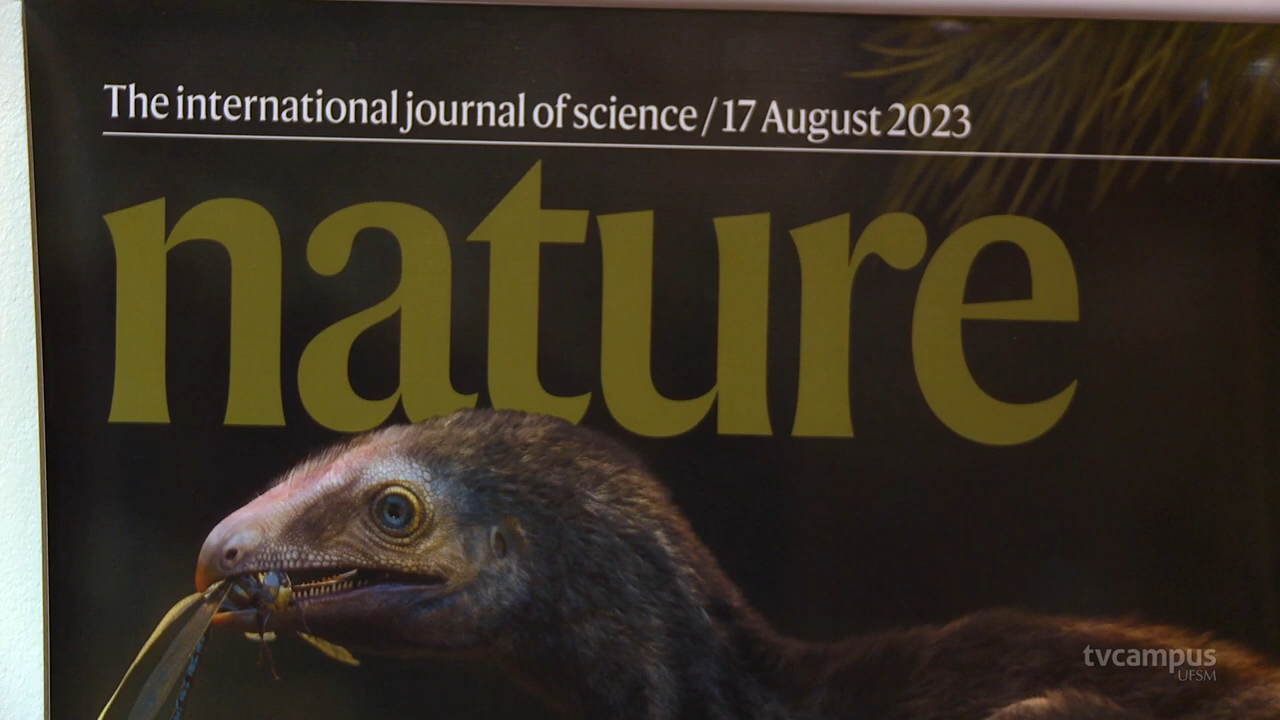 The international journal of science / 17 August 2023
nature
tvcampus
UFSM